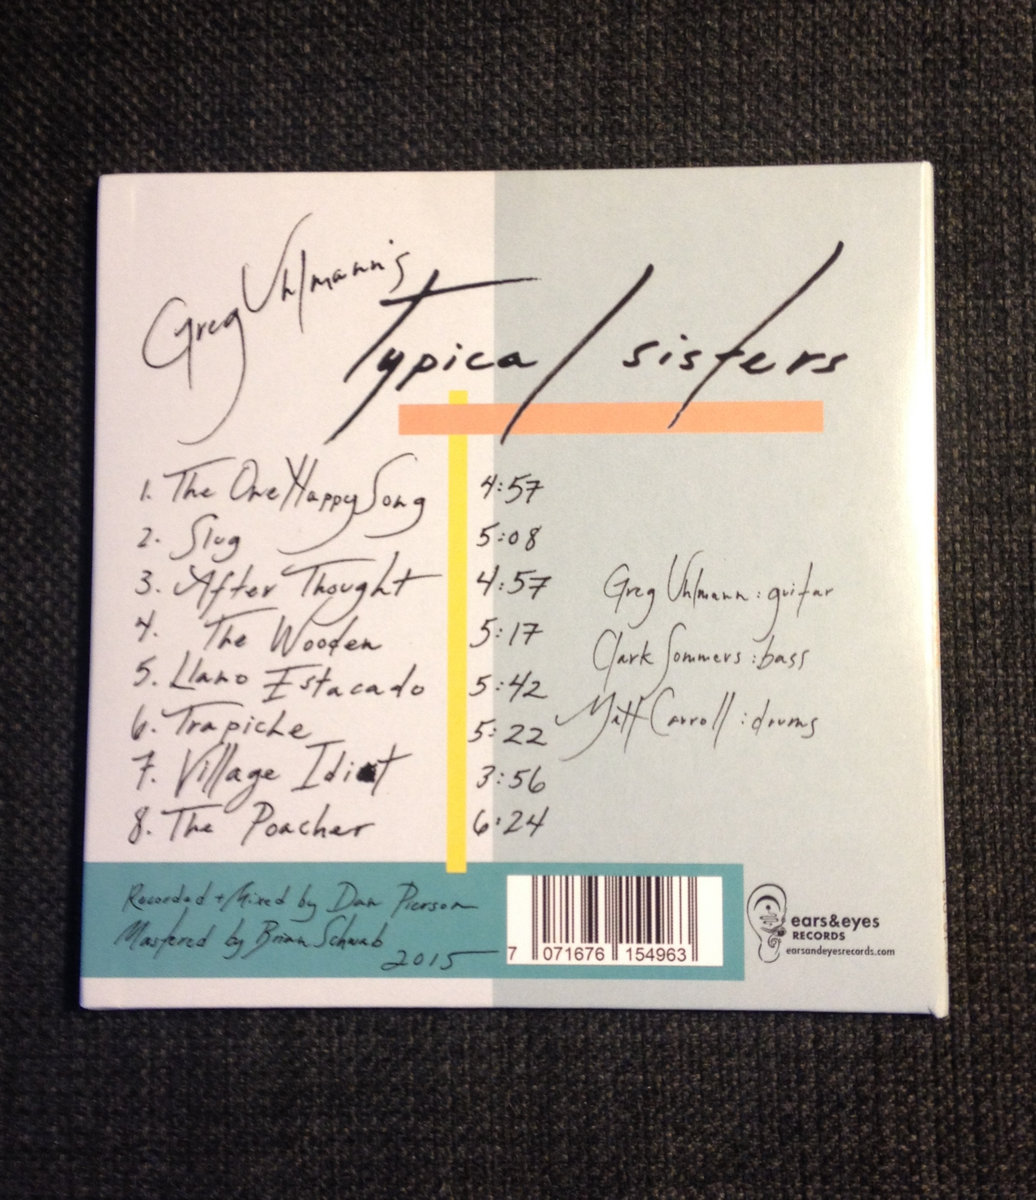 Greg Uhlmann's
Typical sisters
1. The One Happy Song 4:57
2. Slug 5:08
3. After Thought 4:57
4. The Wooden 5:17
5. Llano Estacado 5:42
6. Trapiche 5:22
7. Village Idiot 3:56
8. The Poacher 6:24
Greg Uhlmann : guitar
Clark Sommers : bass
Matt Carroll : drums
Recorded + Mixed by Dan Pierson
Mastered by Brian Schwab
2015
7 071676 154963
ears&eyes
RECORDS
earsandeyesrecords.com